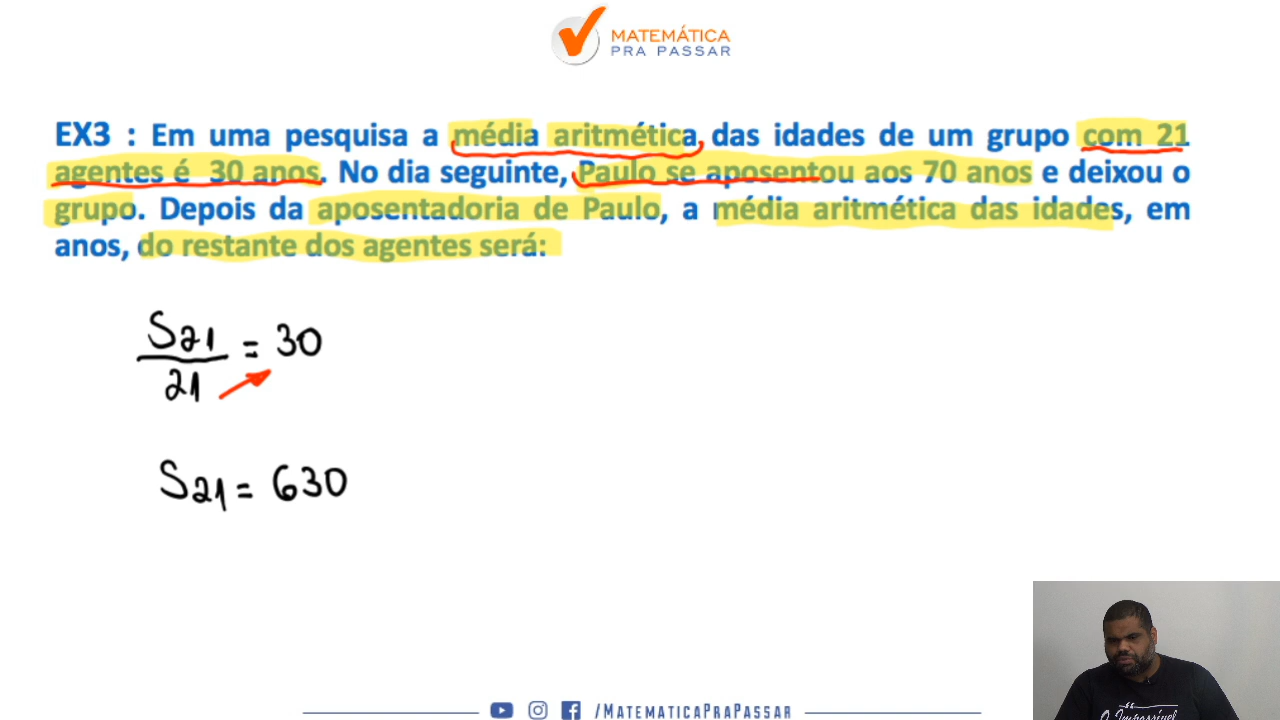 MATEMÁTICA
PRA PASSAR
EX3 : Em uma pesquisa a média aritmética das idades de um grupo com 21
agentes é 30 anos. No dia seguinte, Paulo se aposentou aos 70 anos e deixou o
grupo. Depois da aposentadoria de Paulo, a média aritmética das idades, em
anos, do restante dos agentes será:
S21
21
= 30
S21 = 630
“
O Impossível
/MATEMATICAPRAPASSAR